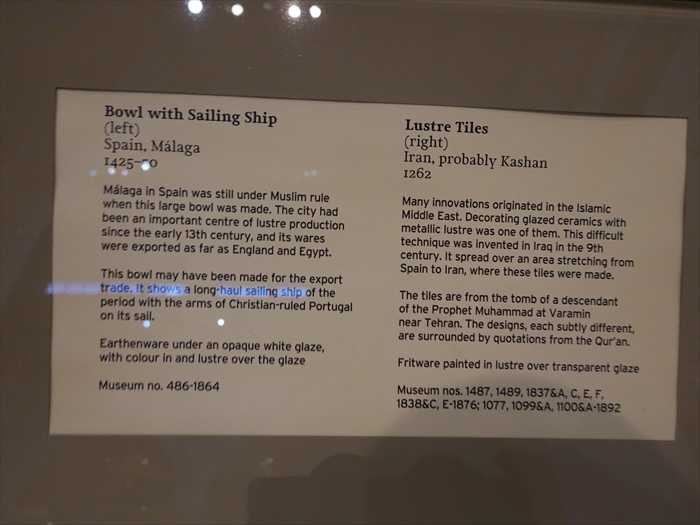 Bowl with Sailing Ship
(left)
Spain, Málaga
1425–50
Málaga in Spain was still under Muslim rule
when this large bowl was made. The city had
been an important centre of lustre production
since the early 13th century, and its wares
were exported as far as England and Egypt.
This bowl may have been made for the export
trade. It shows a long-haul sailing ship of the
period with the arms of Christian-ruled Portugal
on its sail.
Earthenware under an opaque white glaze,
with colour in and lustre over the glaze
Museum no. 486-1864
Lustre Tiles
(right)
Iran, probably Kashan
1262
Many innovations originated in the Islamic
Middle East. Decorating glazed ceramics with
metallic lustre was one of them. This difficult
technique was invented in Iraq in the 9th
century. It spread over an area stretching from
Spain to Iran, where these tiles were made.
The tiles are from the tomb of a descendant
of the Prophet Muhammad at Varamin
near Tehran. The designs, each subtly different,
are surrounded by quotations from the Qur'an.
Fritware painted in lustre over transparent glaze
Museum nos. 1487, 1489, 1837&A, C, E, F,
1838&C, E-1876; 1077, 1099&A, 1100&A-1892